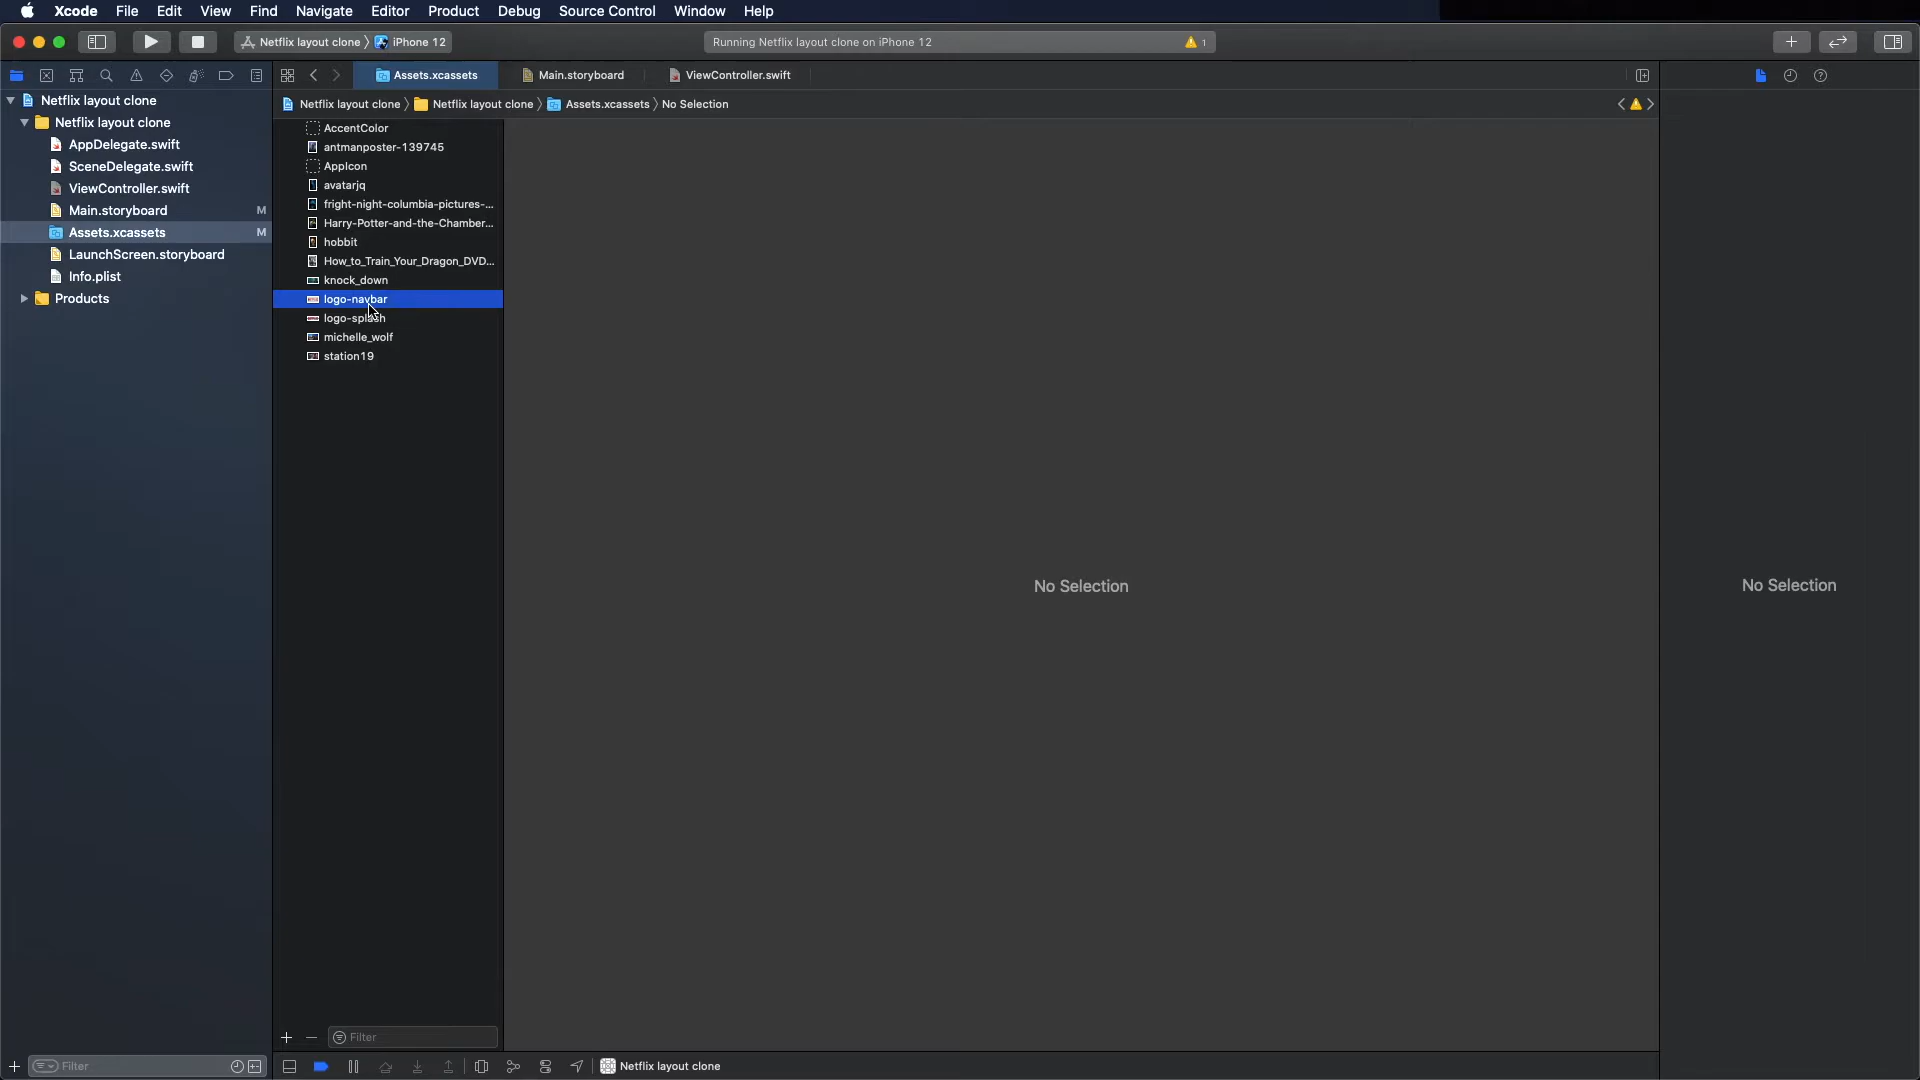 Xcode File Edit View Find Navigate Editor Product Debug Source Control Window Help
Netflix layout clone iPhone 12
Running Netflix layout clone on iPhone 12
1
Assets.xcassets
Main.storyboard
ViewController.swift
Netflix layout clone
Netflix layout clone
Assets.xcassets
No Selection
Netflix layout clone
Netflix layout clone
AppDelegate.swift
SceneDelegate.swift
ViewController.swift
Main.storyboard M
Assets.xcassets M
LaunchScreen.storyboard
Info.plist
Products
AccentColor
antmanposter-139745
AppIcon
avatarjq
fright-night-columbia-pictures-...
Harry-Potter-and-the-Chamber...
hobbit
How_to_Train_Your_Dragon_DVD...
knock_down
logo-navbar
logo-splash
michelle_wolf
station19
No Selection
No Selection
Filter
Filter
Netflix layout clone